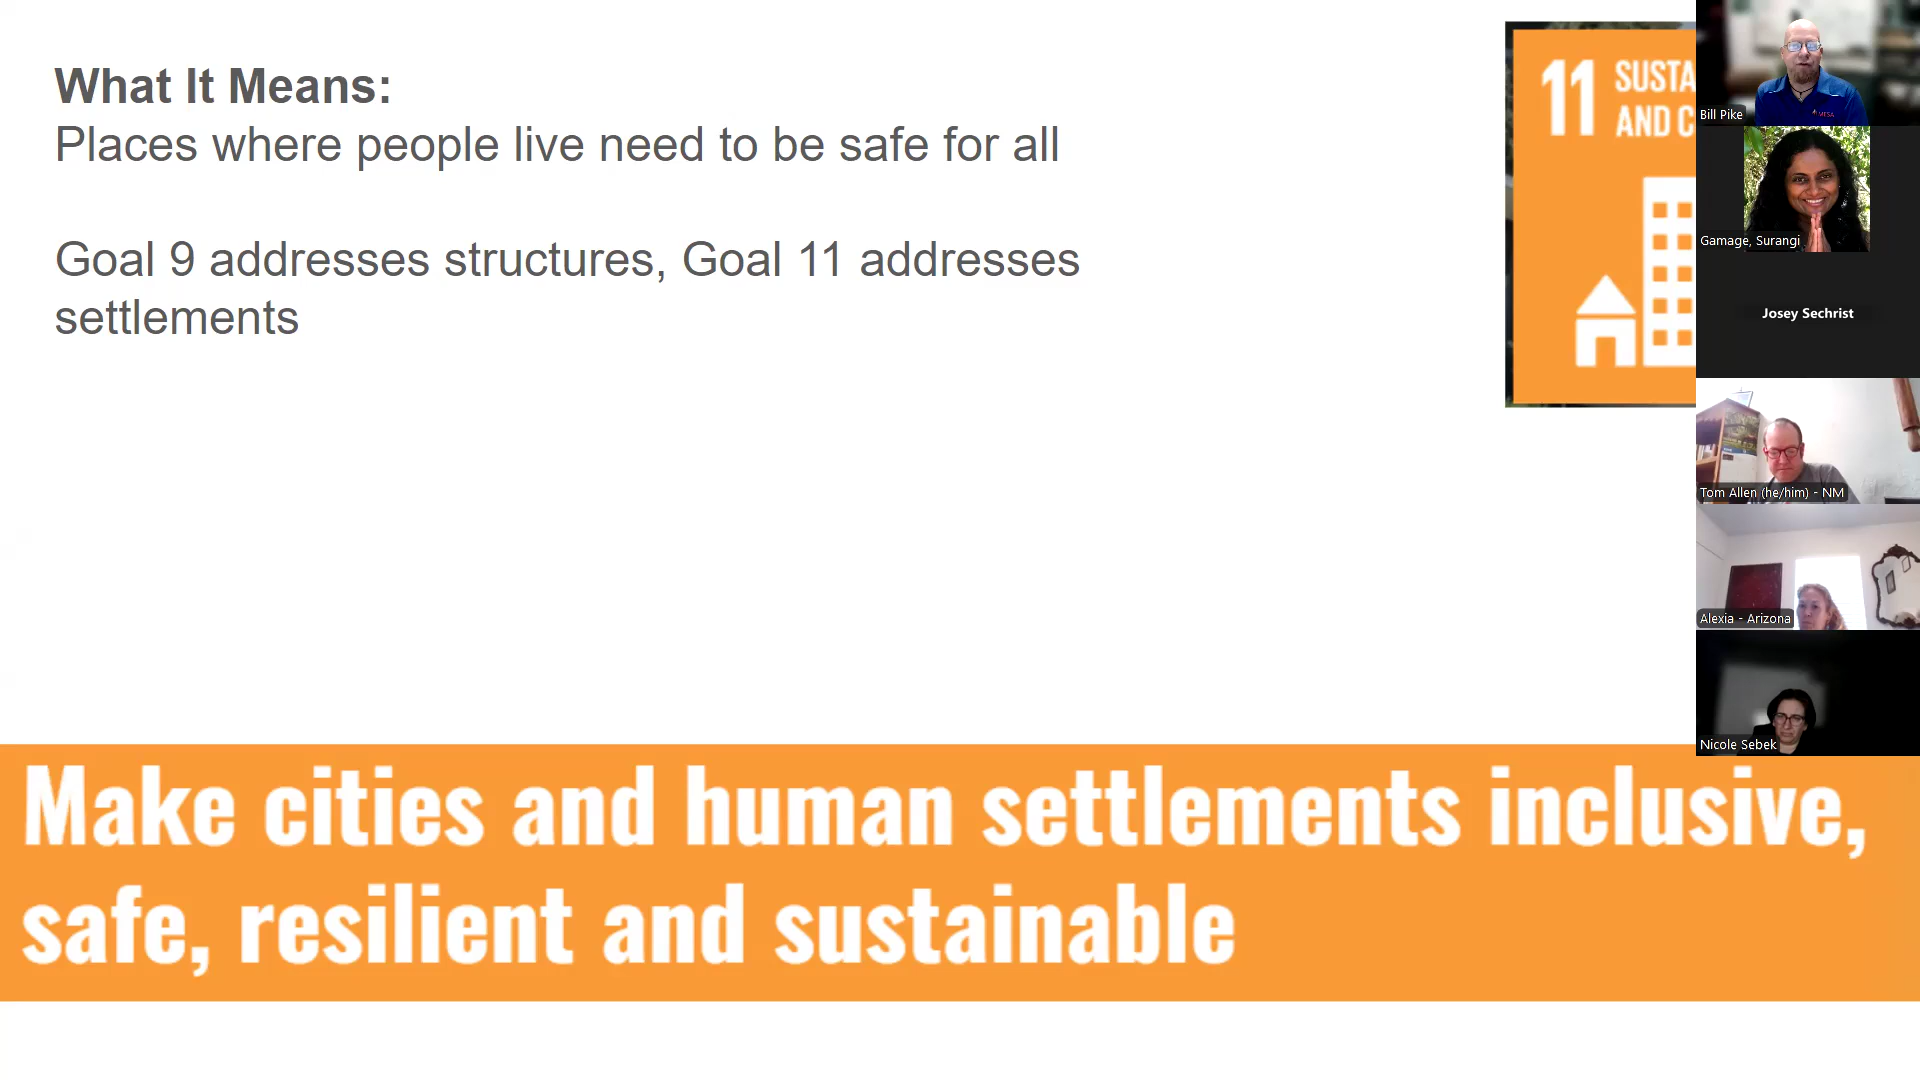 What It Means:
Places where people live need to be safe for all
Goal 9 addresses structures, Goal 11 addresses
settlements
11 SUSTA
AND C
Bill Pike
Gamage, Surangi
Josey Sechrist
Tom Allen (he/him) - NM
Alexia - Arizona
Nicole Sebek
Make cities and human settlements inclusive,
safe, resilient and sustainable